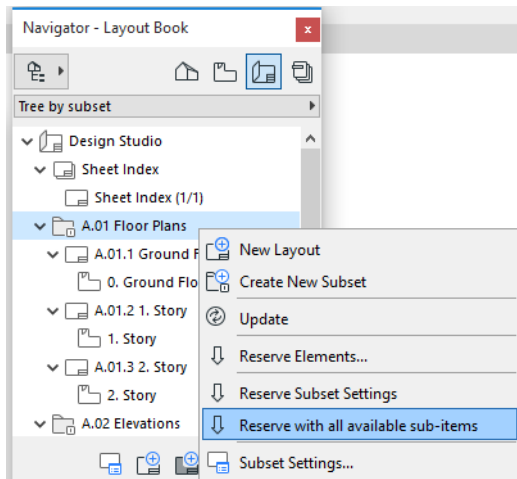 Navigator - Layout Book
x
Tree by subset
Design Studio
Sheet Index
Sheet Index (1/1)
A.01 Floor Plans
A.01.1 Ground F
0. Ground Flo
A.01.2 1. Story
1. Story
A.01.3 2. Story
2. Story
A.02 Elevations
New Layout
Create New Subset
Update
Reserve Elements...
Reserve Subset Settings
Reserve with all available sub-items
Subset Settings...